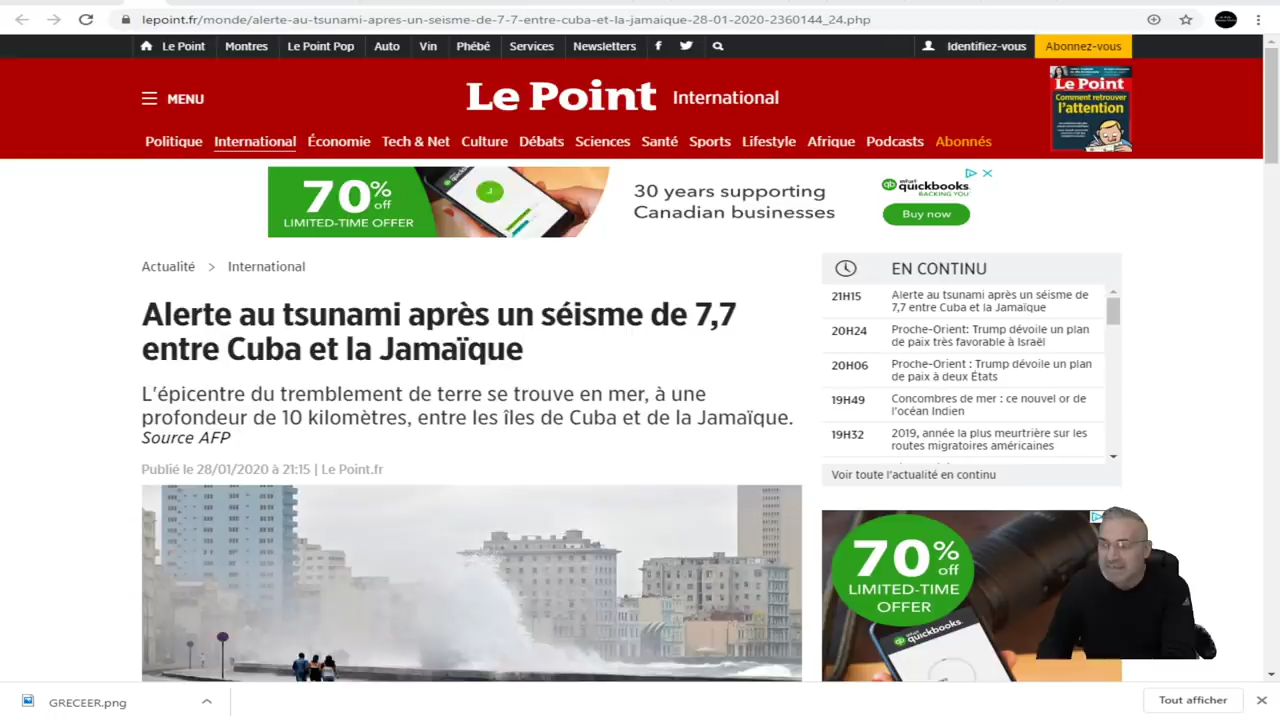 lepoint.fr/monde/alerte-au-tsunami-apres-un-seisme-de-7-7-entre-cuba-et-la-jamaique-28-01-2020-2360144_24.php
Le Point Montres Le Point Pop Auto Vin Phébé Services Newsletters f Identifiez-vous Abonnez-vous
MENU
Le Point International
Le Point
Comment retrouver
l'attention
Politique International Économie Tech & Net Culture Débats Sciences Santé Sports Lifestyle Afrique Podcasts Abonnés
70% off
LIMITED-TIME OFFER
30 years supporting
Canadian businesses
intuit quickbooks.
BACKING YOU
Buy now
Actualité > International
Alerte au tsunami après un séisme de 7,7
entre Cuba et la Jamaïque
L'épicentre du tremblement de terre se trouve en mer, à une
profondeur de 10 kilomètres, entre les îles de Cuba et de la Jamaïque.
Source AFP
Publié le 28/01/2020 à 21:15 | Le Point.fr
EN CONTINU
21H15 Alerte au tsunami après un séisme de
7,7 entre Cuba et la Jamaïque
20H24 Proche-Orient: Trump dévoile un plan
de paix très favorable à Israël
20H06 Proche-Orient : Trump dévoile un plan
de paix à deux États
19H49 Concombres de mer : ce nouvel or de
l'océan Indien
19H32 2019, année la plus meurtrière sur les
routes migratoires américaines
Voir toute l'actualité en continu
70% off
LIMITED-TIME
OFFER
quickbooks
GRECEER.png
Tout afficher